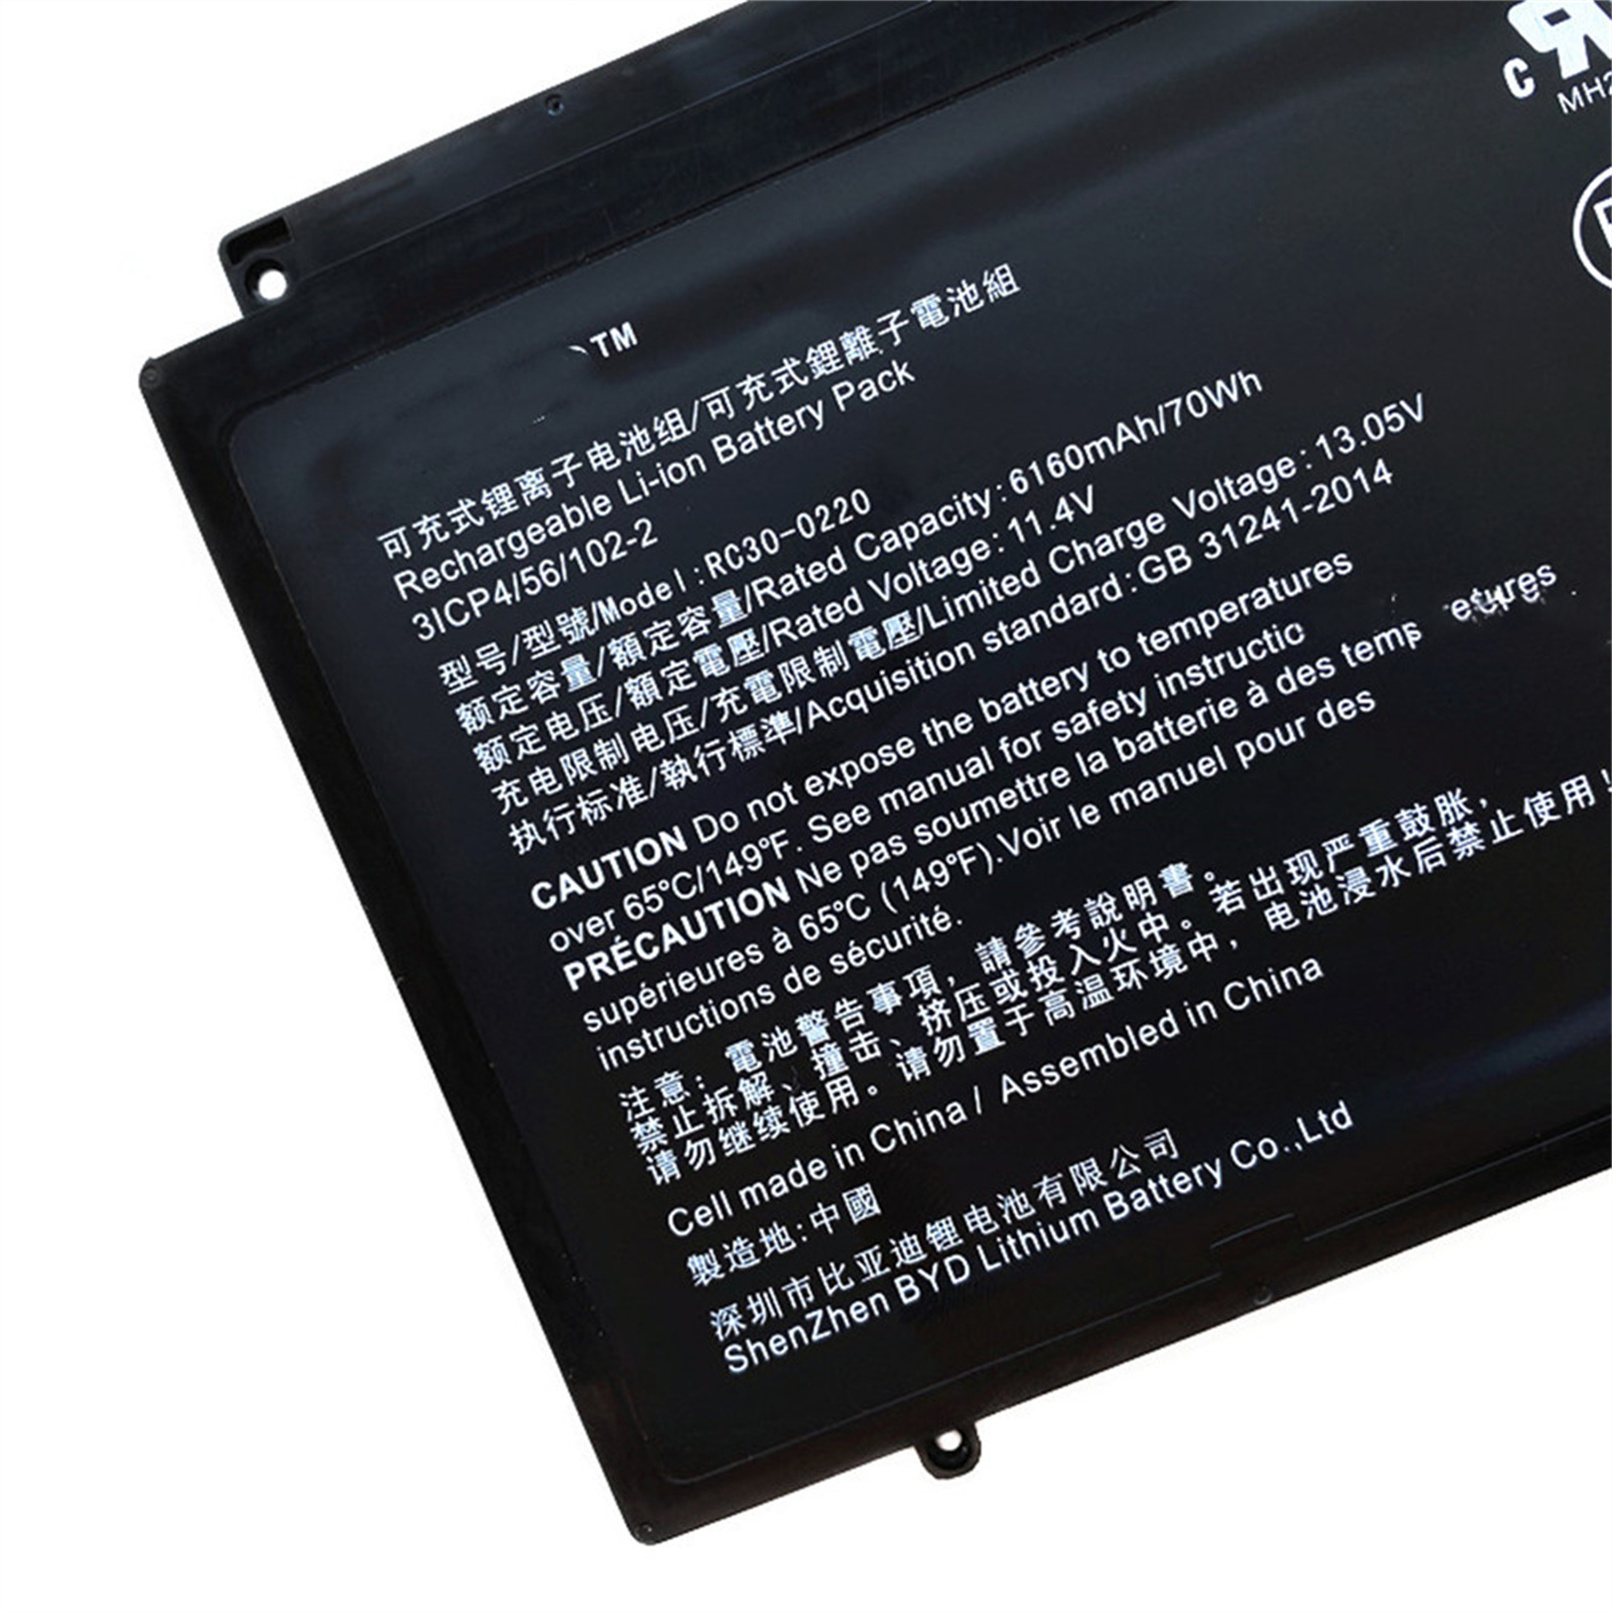 TM
可充式锂离子电池组/可充式鋰離子電池組
Rechargeable Li-ion Battery Pack
3ICP4/56/102-2
型号/型號/Model:RC30-0220
额定容量/額定容量/Rated Capacity:6160mAh/70Wh
额定电压/額定電壓/Rated Voltage:11.4V
充电限制电压/充電限制電壓/Limited Charge Voltage:13.05V
执行标准/執行標準/Acquisition standard:GB 31241-2014
CAUTION Do not expose the battery to temperatures
over 65°C/149°F. See manual for safety instructio
PRÉCAUTION Ne pas soumettre la batterie à des
supérieures à 65°C (149°F).Voir le manuel pour des
instructions de sécurité.
注意：電池警告事項，請參考說明書。
禁止拆解、撞击、挤压或投入火中。若出现严重鼓胀，
请勿继续使用。请勿置于高温环境中，电池浸水后禁止使用！
Cell made in China / Assembled in China
製造地:中國
深圳市比亚迪锂电池有限公司
ShenZhen BYD Lithium Battery Co.,Ltd
C